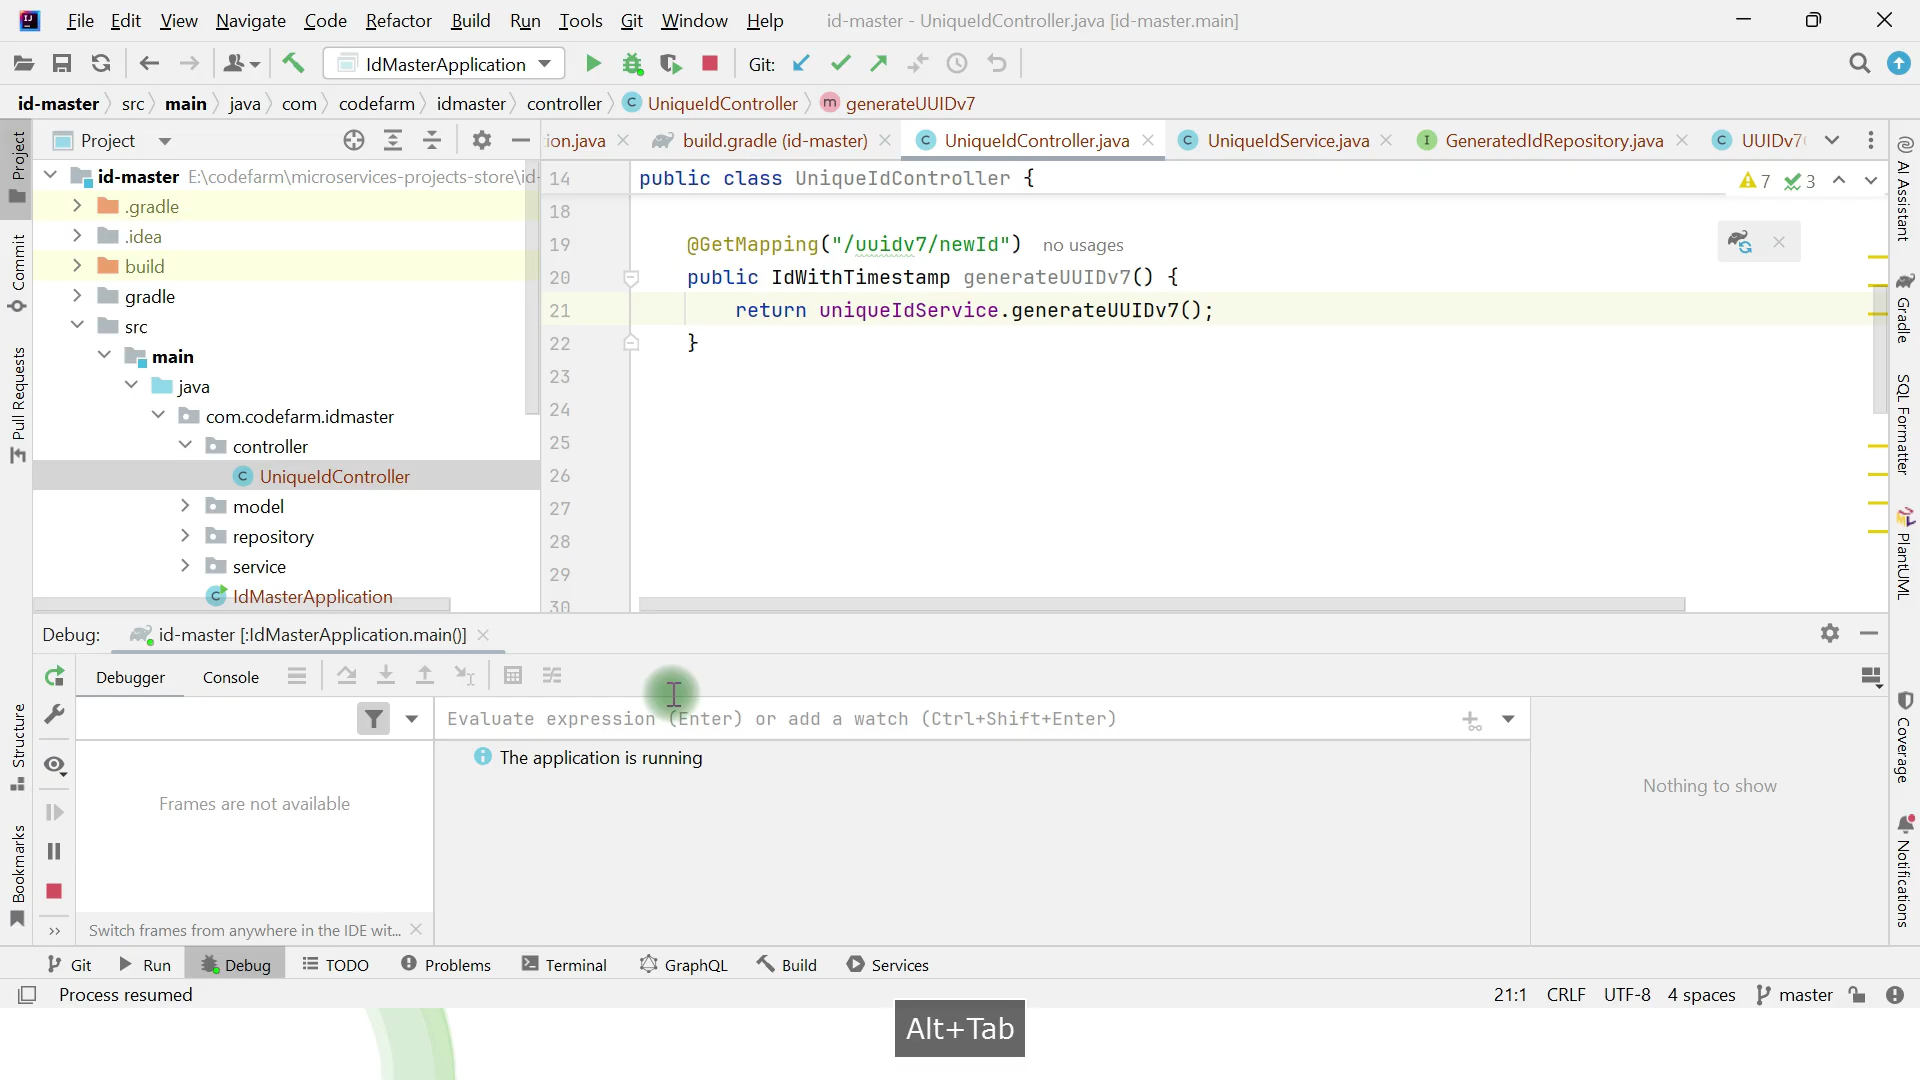 File Edit View Navigate Code Refactor Build Run Tools Git Window Help id-master - UniqueIdController.java [id-master.main]
IdMasterApplication Git:
id-master src main java com codefarm idmaster controller UniqueIdController generateUUIDv7
Project ion.java build.gradle (id-master) UniqueIdController.java UniqueIdService.java GeneratedIdRepository.java UUIDv7
id-master E:\codefarm\microservices-projects-store\id-
.gradle
.idea
build
gradle
src
main
java
com.codefarm.idmaster
controller
UniqueIdController
model
repository
service
IdMasterApplication
14 public class UniqueIdController {
7 3
18
19 @GetMapping("/uuidv7/newId") no usages
20 public IdWithTimestamp generateUUIDv7() {
21 return uniqueIdService.generateUUIDv7();
22 }
23
24
25
26
27
28
29
30
Project
Commit
Pull Requests
Structure
Bookmarks
AI Assistant
Gradle
SQL Formatter
PlantUML
Coverage
Notifications
Debug: id-master [:IdMasterApplication.main()]
Debugger Console
Evaluate expression (Enter) or add a watch (Ctrl+Shift+Enter)
The application is running
Frames are not available
Nothing to show
Switch frames from anywhere in the IDE wit...
Git Run Debug TODO Problems Terminal GraphQL Build Services
Process resumed 21:1 CRLF UTF-8 4 spaces master
Alt+Tab